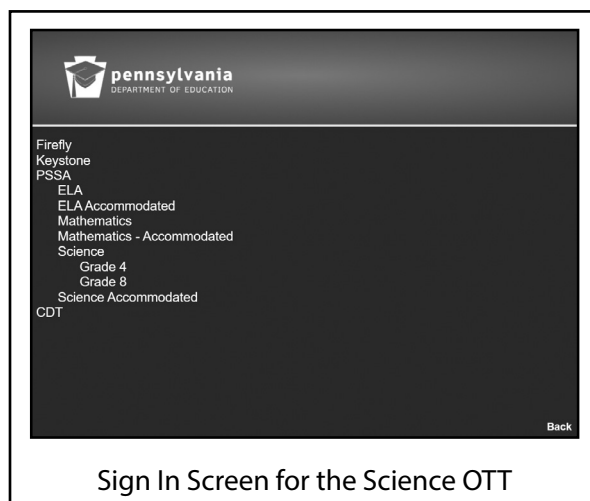 pennsylvania
DEPARTMENT OF EDUCATION
Firefly
Keystone
PSSA
ELA
ELA Accommodated
Mathematics
Mathematics - Accommodated
Science
Grade 4
Grade 8
Science Accommodated
CDT
Back
Sign In Screen for the Science OTT